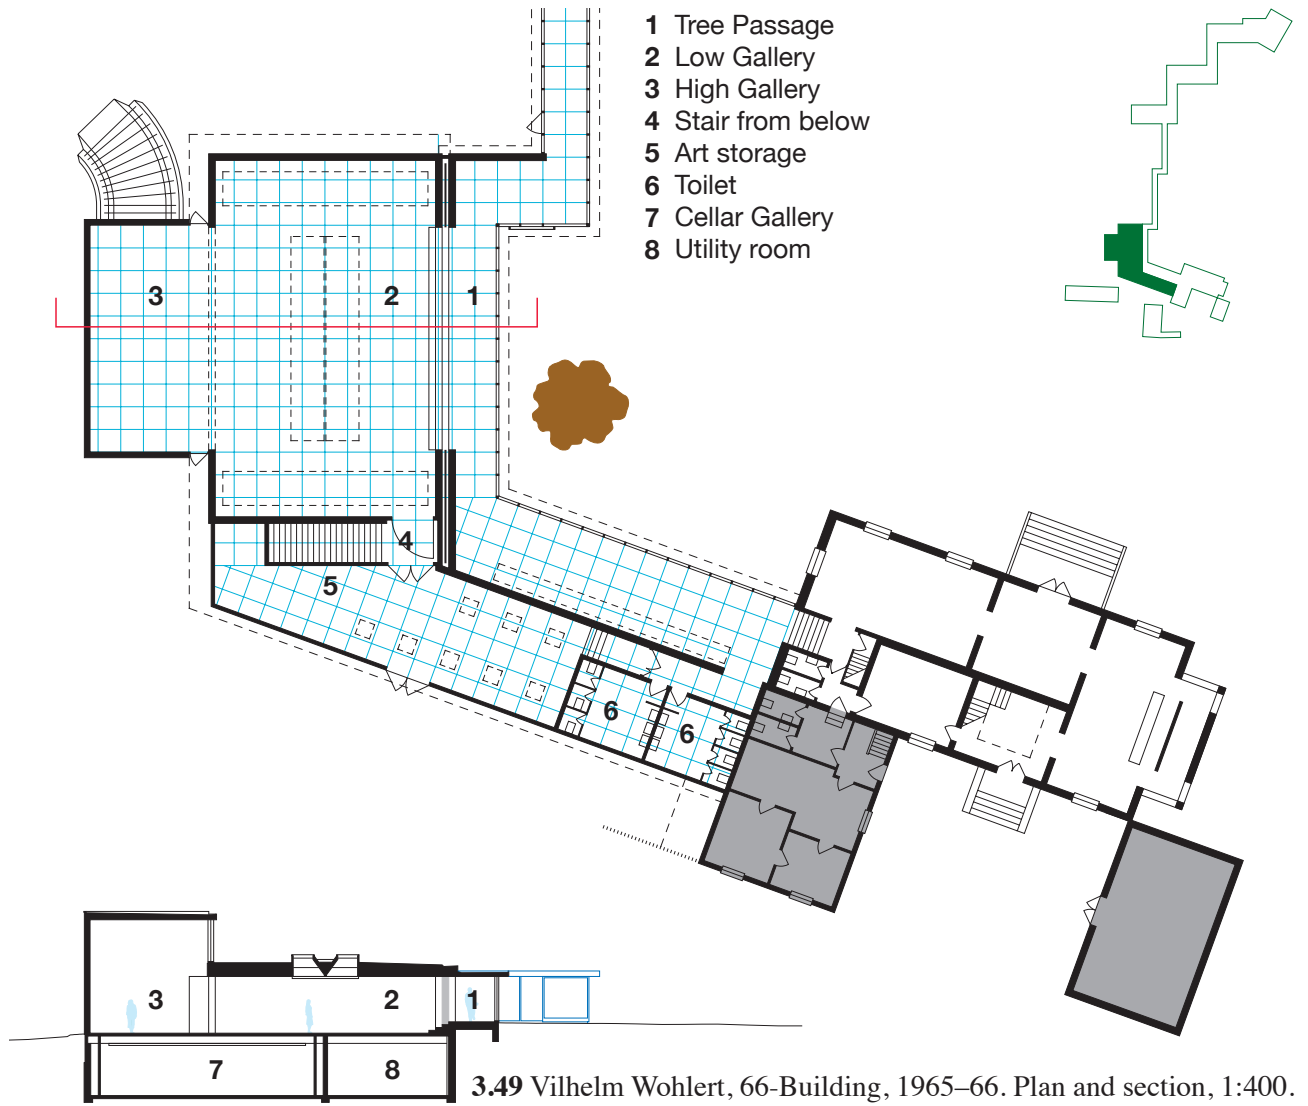 1 Tree Passage
2 Low Gallery
3 High Gallery
4 Stair from below
5 Art storage
6 Toilet
7 Cellar Gallery
8 Utility room
3 2 1
4
5
6
6
3 2 1
7 8
3.49 Vilhelm Wohlert, 66-Building, 1965–66. Plan and section, 1:400.